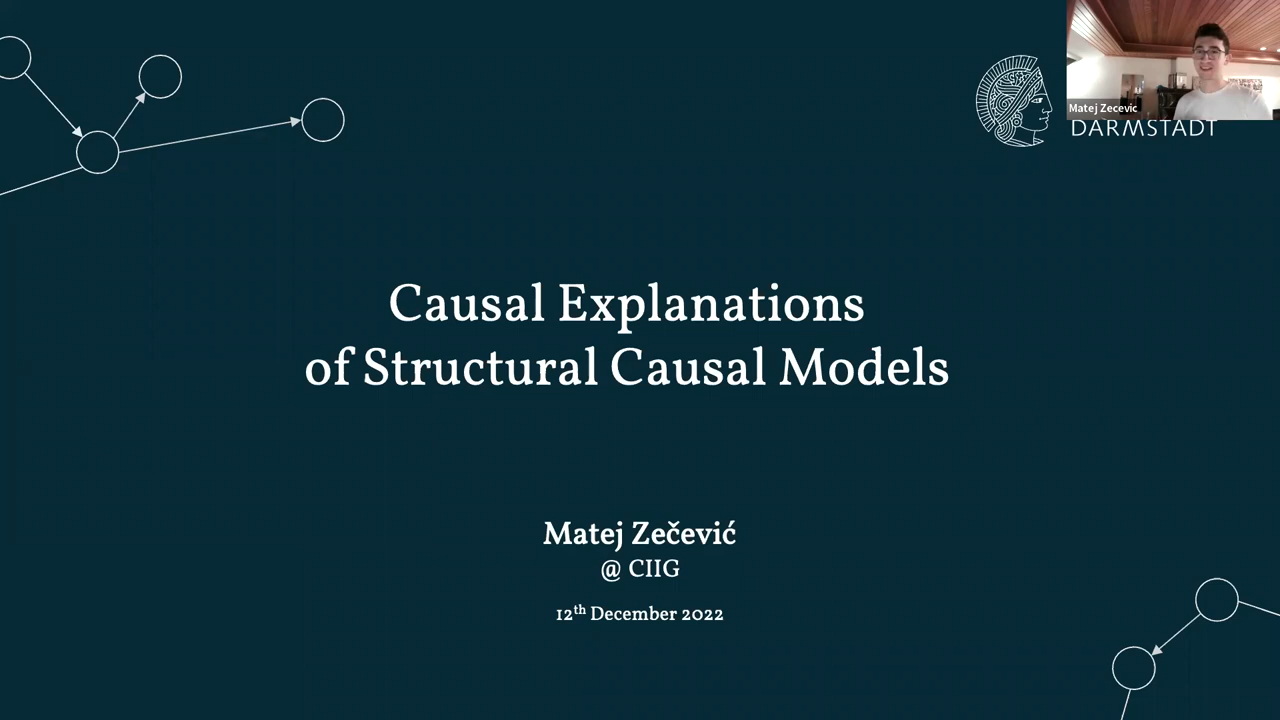 Matej Zecevic
DARMSTADT
Causal Explanations
of Structural Causal Models
Matej Zečević
@ CIIG
12th December 2022